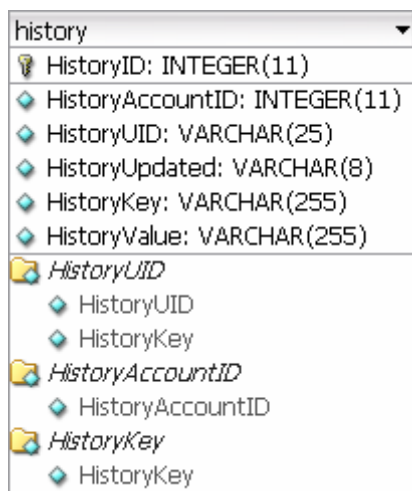 history
HistoryID: INTEGER(11)
HistoryAccountID: INTEGER(11)
HistoryUID: VARCHAR(25)
HistoryUpdated: VARCHAR(8)
HistoryKey: VARCHAR(255)
HistoryValue: VARCHAR(255)
HistoryUID
HistoryUID
HistoryKey
HistoryAccountID
HistoryAccountID
HistoryKey
HistoryKey